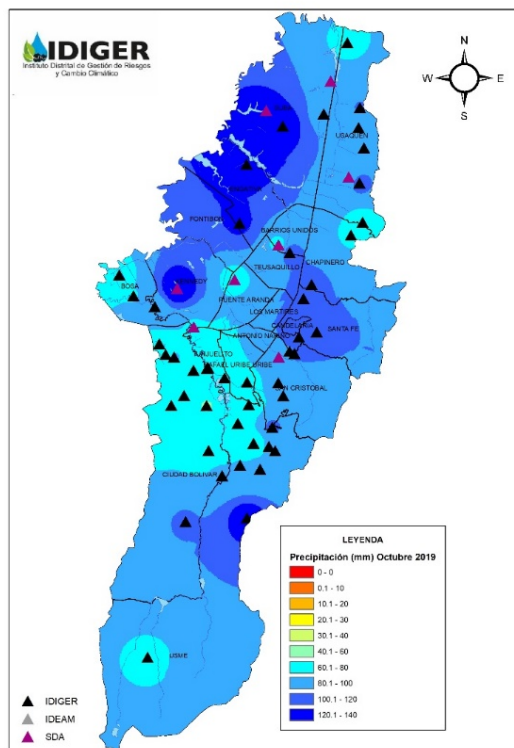 IDIGER
Instituto Distrital de Gestión de Riesgos
y Cambio Climático
N
W
E
S
USAQUEN
FONTIBON
BARRIOS UNIDOS
TEUSAQUILLO
CHAPINERO
BOSA
KENNEDY
PUENTE ARANDA
LOS MARTIRES
CANDELARIA
SANTA FE
ANTONIO NARIÑO
RAFAEL URIBE URIBE
SAN CRISTOBAL
CIUDAD BOLIVAR
USME
LEYENDA
Precipitación (mm) Octubre 2019
0 - 0
0.1 - 10
10.1 - 20
20.1 - 30
30.1 - 40
40.1 - 60
60.1 - 80
80.1 - 100
100.1 - 120
120.1 - 140
IDIGER
IDEAM
SDA